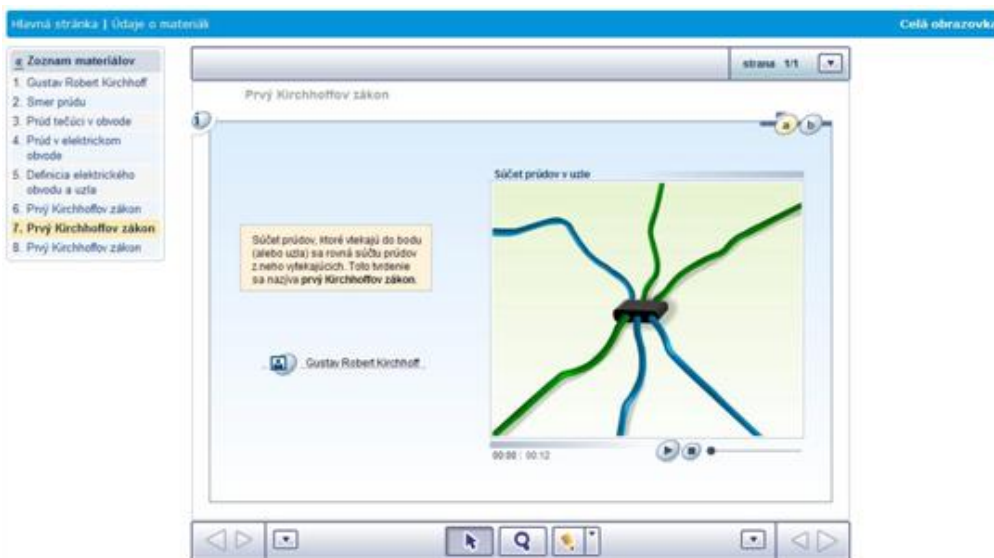 Hlavná stránka | Údaje o materiáli
Celá obrazovka
« Zoznam materiálov
1. Gustav Robert Kirchhoff
2. Smer prúdu
3. Prúd tečúci v obvode
4. Prúd v elektrickom
obvode
5. Definícia elektrického
obvodu a uzla
6. Prvý Kirchhoffov zákon
7. Prvý Kirchhoffov zákon
8. Prvý Kirchhoffov zákon
strana 1/1
Prvý Kirchhoffov zákon
i
a b
Súčet prúdov v uzle
Súčet prúdov, ktoré vtekajú do bodu
(alebo uzla) sa rovná súčtu prúdov
z neho vytekajúcich. Toto tvrdenie
sa nazýva prvý Kirchhoffov zákon.
Gustav Robert Kirchhoff
00:00 : 00:12